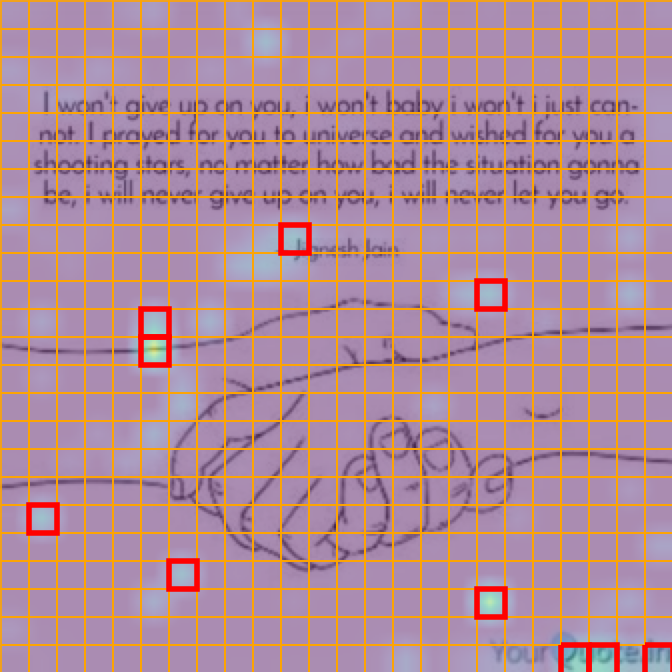 I won't give up on you, i won't baby i won't i just can-
not. I prayed for you to universe and wished for you a
shooting stars, no matter how bad the situation gonna
be, i will never give up on you, i will never let you go.
- Jignesh Jain
YourQuote.in